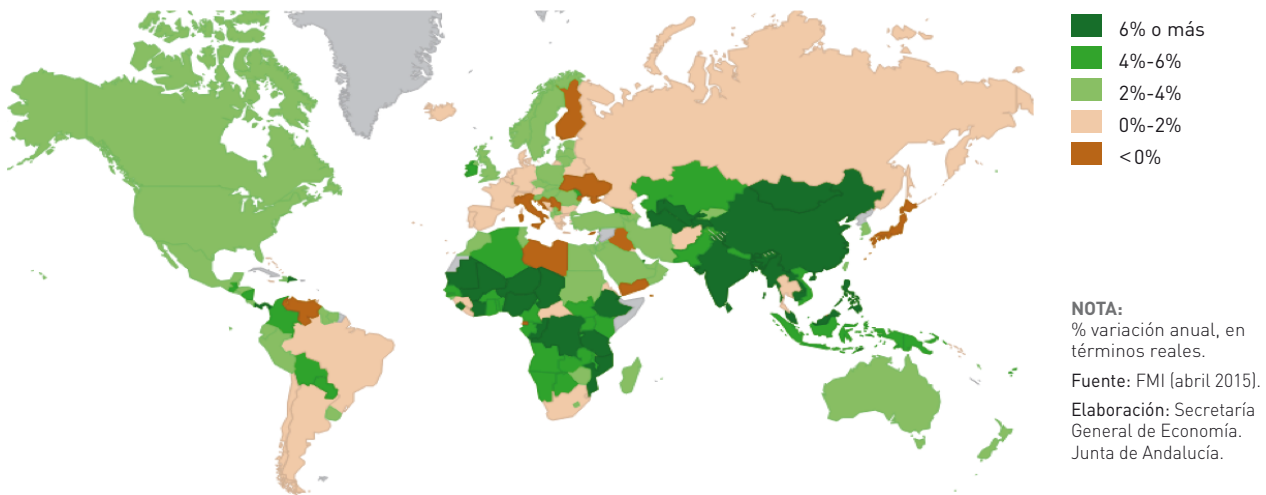 6% o más
4%-6%
2%-4%
0%-2%
<0%
NOTA:
% variación anual, en
términos reales.
Fuente: FMI (abril 2015).
Elaboración: Secretaría
General de Economía.
Junta de Andalucía.